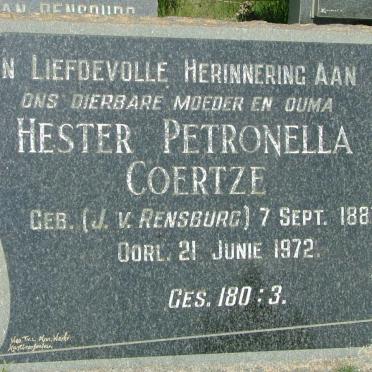 AN RENSBURG
N LIEFDEVOLLE HERINNERING AAN
ONS DIERBARE MOEDER EN OUMA
HESTER PETRONELLA
COERTZE
GEB. (J. V. RENSBURG) 7 SEPT. 188
OORL. 21 JUNIE 1972.
GES. 180 : 3.